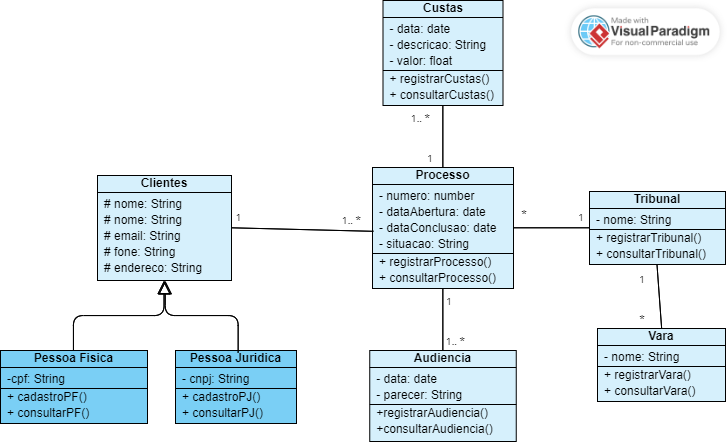 Custas
- data: date
- descricao: String
- valor: float
+ registrarCustas()
+ consultarCustas()
Made with
Visual Paradigm
For non-commercial use
1.. *
1
Processo
- numero: number
- dataAbertura: date
- dataConclusao: date
- situacao: String
+ registrarProcesso()
+ consultarProcesso()
Clientes
# nome: String
# nome: String
# email: String
# fone: String
# endereco: String
1
1.. *
*
1
Tribunal
- nome: String
+ registrarTribunal()
+ consultarTribunal()
1
*
1
1.. *
Pessoa Fisica
-cpf: String
+ cadastroPF()
+ consultarPF()
Pessoa Juridica
- cnpj: String
+ cadastroPJ()
+ consultarPJ()
Audiencia
- data: date
- parecer: String
+registrarAudiencia()
+consultarAudiencia()
Vara
- nome: String
+ registrarVara()
+ consultarVara()